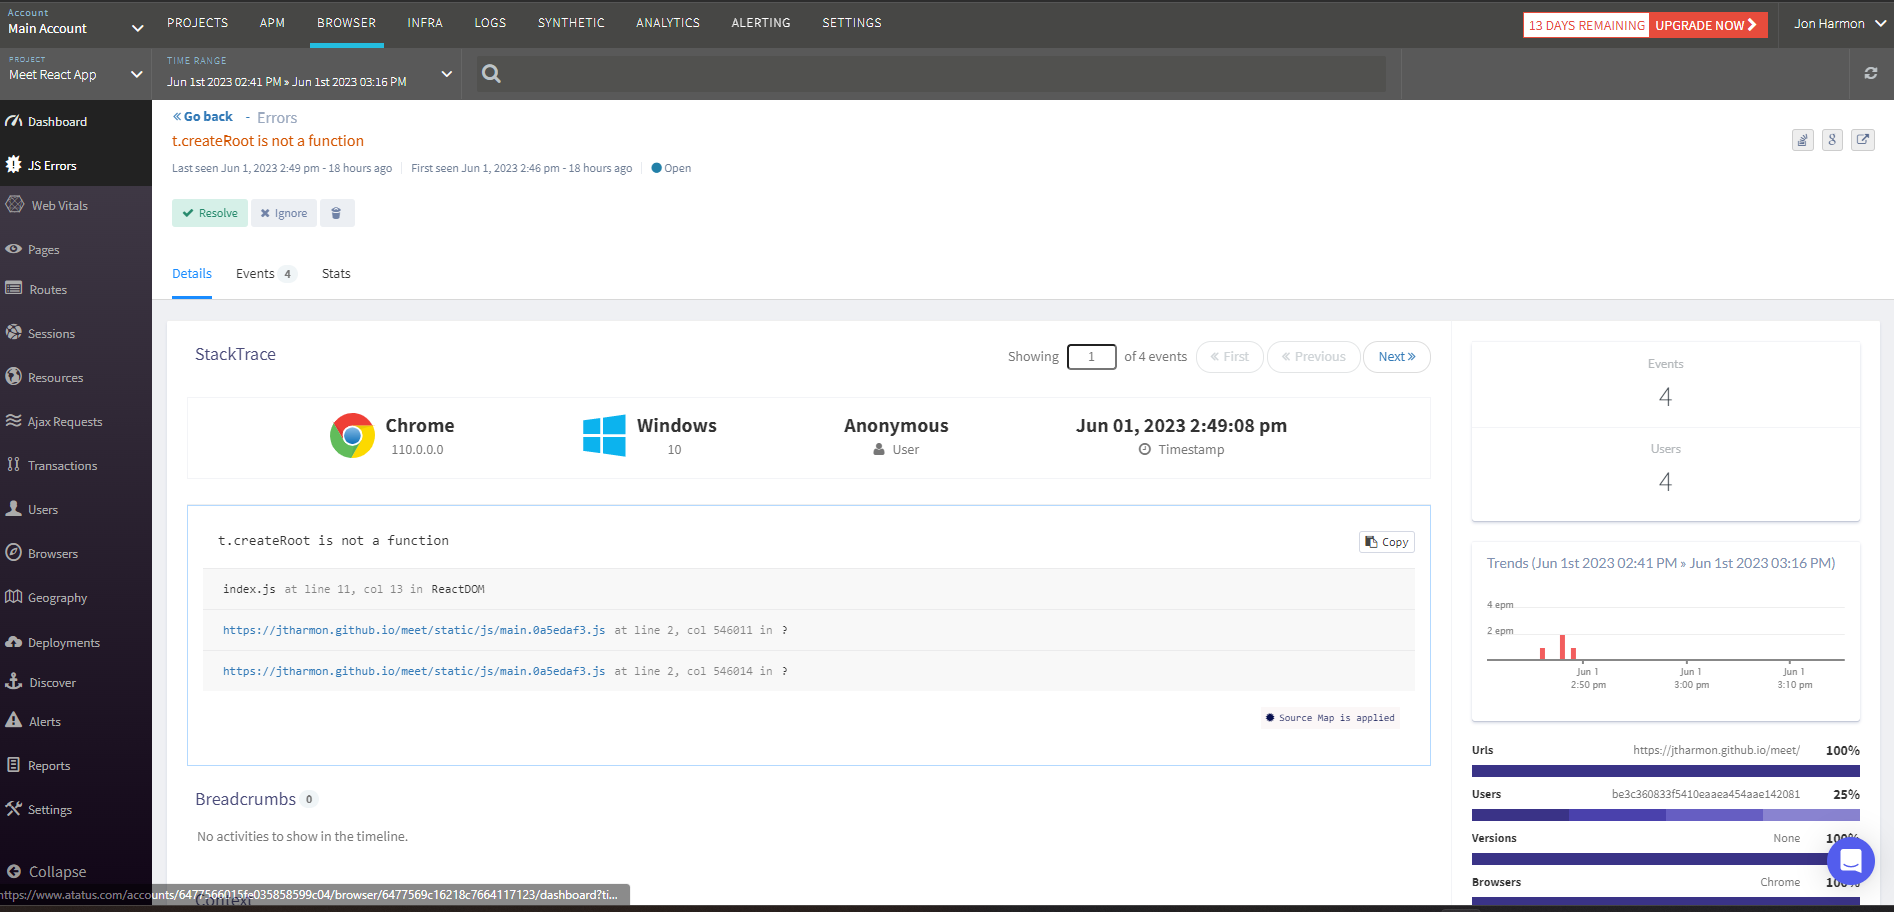 Account
Main Account
PROJECTS
APM
BROWSER
INFRA
LOGS
SYNTHETIC
ANALYTICS
ALERTING
SETTINGS
13 DAYS REMAINING
UPGRADE NOW
Jon Harmon
PROJECT
Meet React App
TIME RANGE
Jun 1st 2023 02:41 PM » Jun 1st 2023 03:16 PM
Dashboard
JS Errors
Web Vitals
Pages
Routes
Sessions
Resources
Ajax Requests
Transactions
Users
Browsers
Geography
Deployments
Discover
Alerts
Reports
Settings
Collapse
« Go back - Errors
t.createRoot is not a function
Last seen Jun 1, 2023 2:49 pm - 18 hours ago
First seen Jun 1, 2023 2:46 pm - 18 hours ago
Open
Resolve
Ignore
Details
Events 4
Stats
StackTrace
Showing 1 of 4 events
« First
« Previous
Next »
Chrome
110.0.0.0
Windows
10
Anonymous
User
Jun 01, 2023 2:49:08 pm
Timestamp
t.createRoot is not a function
Copy
index.js at line 11, col 13 in ReactDOM
https://jtharmon.github.io/meet/static/js/main.0a5edaf3.js at line 2, col 546011 in ?
https://jtharmon.github.io/meet/static/js/main.0a5edaf3.js at line 2, col 546014 in ?
Source Map is applied
Breadcrumbs 0
No activities to show in the timeline.
Context
https://www.atatus.com/accounts/6477566015fe035858599c04/browser/6477569c16218c7664117123/dashboard?ti...
Events
4
Users
4
Trends (Jun 1st 2023 02:41 PM » Jun 1st 2023 03:16 PM)
4 epm
2 epm
Jun 1
2:50 pm
Jun 1
3:00 pm
Jun 1
3:10 pm
Urls https://jtharmon.github.io/meet/ 100%
Users be3c360833f5410eaaea454aae142081 25%
Versions None 100%
Browsers Chrome 100%